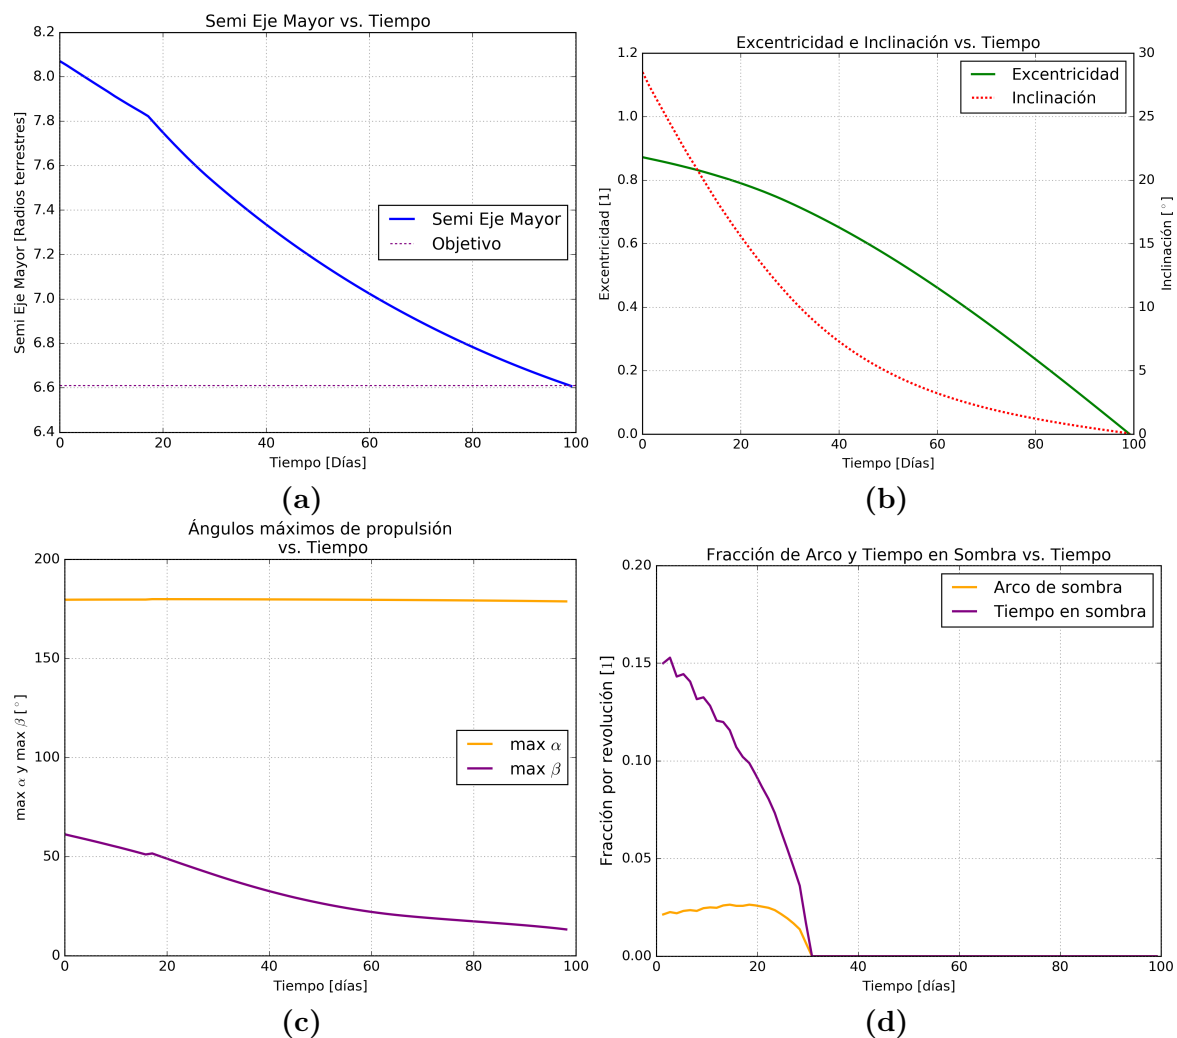 Semi Eje Mayor vs. Tiempo
Semi Eje Mayor [Radios terrestres]
8.2
8.0
7.8
7.6
7.4
7.2
7.0
6.8
6.6
6.4
Semi Eje Mayor
Objetivo
0 20 40 60 80 100
Tiempo [Días]
(a)
Excentricidad e Inclinación vs. Tiempo
Excentricidad [1]
1.2
1.0
0.8
0.6
0.4
0.2
0.0
Excentricidad
Inclinación
30
25
20
15
10
5
0
Inclinación [°]
0 20 40 60 80 100
Tiempo [Días]
(b)
Ángulos máximos de propulsión
vs. Tiempo
max α y max β [°]
200
150
100
50
0
max α
max β
0 20 40 60 80 100
Tiempo [días]
(c)
Fracción de Arco y Tiempo en Sombra vs. Tiempo
Fracción por revolución [1]
0.20
0.15
0.10
0.05
0.00
Arco de sombra
Tiempo en sombra
0 20 40 60 80 100
Tiempo [días]
(d)